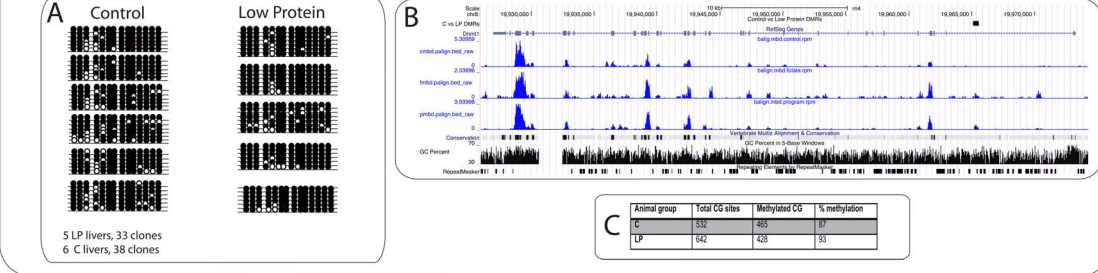 A
Control
Low Protein
5 LP livers, 33 clones
6 C livers, 38 clones
B
Scale
10 kb
rn4
chr8:
19,930,000
19,935,000
19,940,000
19,945,000
19,950,000
19,955,000
19,960,000
19,965,000
19,970,000
Control vs Low Protein DMRs
C vs LP DMRs
RefSeq Genes
Dnmt1
5.30959
balig.mbd.control.rpm
cmbd.palign.bed_raw
0
2.33896
balign.mbd.folate.rpm
fmbd.palign.bed_raw
0
3.93998
balign.mbd.program.rpm
pmbd.palign.bed_raw
0
Vertebrate Multiz Alignment & Conservation
Conservation
70
GC Percent in 5-Base Windows
GC Percent
30
Repeating Elements by RepeatMasker
RepeatMasker
C
Animal group Total CG sites Methylated CG % methylation
C 532 465 87
LP 642 428 93